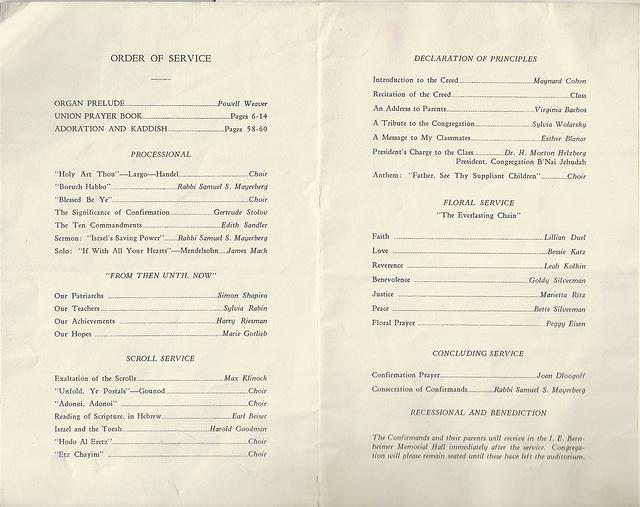 ORDER OF SERVICE
ORGAN PRELUDE Powell Weaver
UNION PRAYER BOOK Pages 6-14
ADORATION AND KADDISH Pages 58-60
PROCESSIONAL
"Holy Art Thou"—Largo—Handel Choir
"Boruch Habbo" Rabbi Samuel S. Mayerberg
"Blessed Be Ye" Choir
The Significance of Confirmation Gertrude Stolov
The Ten Commandments Edith Sandler
Sermon: "Israel's Saving Power" Rabbi Samuel S. Mayerberg
Solo: "If With All Your Hearts"—Mendelsohn James Mack
"FROM THEN UNTIL NOW"
Our Patriarchs Simon Shapiro
Our Teachers Sylvia Rabin
Our Achievements Harry Riesman
Our Hopes Marie Gotlieb
SCROLL SERVICE
Exaltation of the Scrolls Max Klinock
"Unfold, Ye Portals"—Gounod Choir
"Adonoi, Adonoi" Choir
Reading of Scripture, in Hebrew Earl Beiser
Israel and the Torah Harold Goodman
"Hodo Al Eretz" Choir
"Etz Chayim" Choir
DECLARATION OF PRINCIPLES
Introduction to the Creed Maynard Cohen
Recitation of the Creed Class
An Address to Parents Virginia Bachos
A Tribute to the Congregation Sylvia Wolarsky
A Message to My Classmates Esther Blanar
President's Charge to the Class Dr. H. Morton Helzberg
President, Congregation B'Nai Jehudah
Anthem: "Father, See Thy Suppliant Children" Choir
FLORAL SERVICE
"The Everlasting Chain"
Faith Lillian Duel
Love Bessie Katz
Reverence Leah Kolkin
Benevolence Goldy Silverman
Justice Marietta Ritz
Peace Bette Silverman
Floral Prayer Peggy Eisen
CONCLUDING SERVICE
Confirmation Prayer Joan Dloogoff
Consecration of Confirmands Rabbi Samuel S. Mayerberg
RECESSIONAL AND BENEDICTION
The Confirmands and their parents will receive in the I. E. Bern-
heimer Memorial Hall immediately after the service. Congrega-
tion will please remain seated until these have left the auditorium.